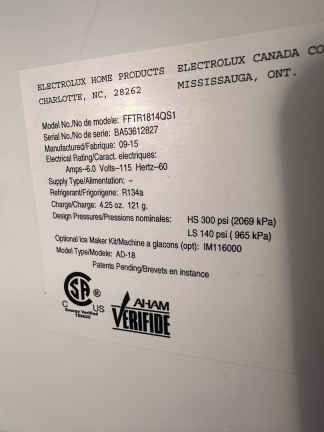 ELECTROLUX HOME PRODUCTS ELECTROLUX CANADA CO
CHARLOTTE, NC, 28262 MISSISSAUGA, ONT.
Model No./No de modele: FFTR1814QS1
Serial No./No de serie: BA53612827
Manufactured/Fabrique: 09-15
Electrical Rating/Caract. electriques:
Amps-6.0 Volts-115 Hertz-60
Supply Type/Alimentation: -
Refrigerant/Frigorigene: R134a
Charge/Charge: 4.25 oz. 121 g.
Design Pressures/Pressions nominales: HS 300 psi (2069 kPa)
LS 140 psi ( 965 kPa)
Optional Ice Maker Kit/Machine a glacons (opt): IM116000
Model Type/Modele: AD-18
Patents Pending/Brevets en instance
CSA ®
C US
Energy Verified
AHAM
VERIFIDE